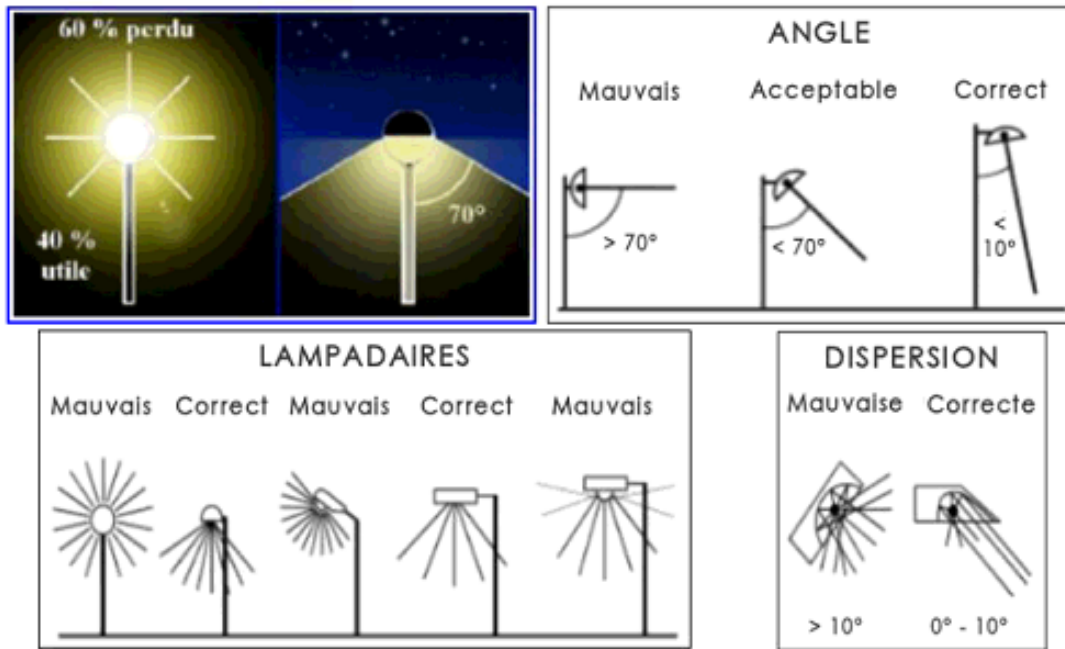 60 % perdu
40 %
utile
70°
ANGLE
Mauvais Acceptable Correct
> 70°
< 70°
<
10°
LAMPADAIRES
Mauvais Correct Mauvais Correct Mauvais
DISPERSION
Mauvaise Correcte
> 10° 0° - 10°